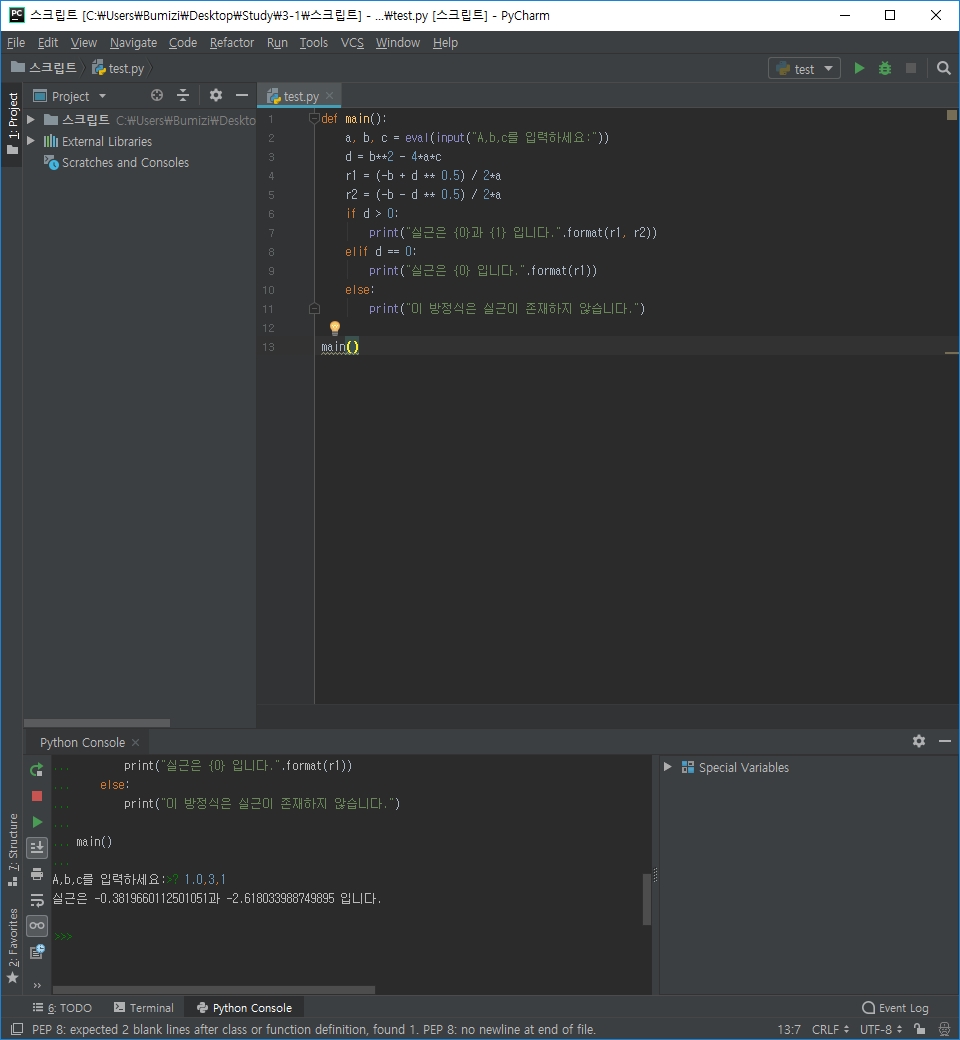 스크립트 [C:₩Users₩Bumizi₩Desktop₩Study₩3-1₩스크립트] - ...₩test.py [스크립트] - PyCharm
File Edit View Navigate Code Refactor Run Tools VCS Window Help
스크립트 test.py test
1: Project
Project
test.py
스크립트 C:₩Users₩Bumizi₩Deskto
External Libraries
Scratches and Consoles
1 def main():
2 a, b, c = eval(input("A,b,c를 입력하세요:"))
3 d = b**2 - 4*a*c
4 r1 = (-b + d ** 0.5) / 2*a
5 r2 = (-b - d ** 0.5) / 2*a
6 if d > 0:
7 print("실근은 {0}과 {1} 입니다.".format(r1, r2))
8 elif d == 0:
9 print("실근은 {0} 입니다.".format(r1))
10 else:
11 print("이 방정식은 실근이 존재하지 않습니다.")
12
13 main()
Python Console
... print("실근은 {0} 입니다.".format(r1))
... else:
... print("이 방정식은 실근이 존재하지 않습니다.")
...
... main()
...
A,b,c를 입력하세요:>? 1.0,3,1
실근은 -0.3819660112501051과 -2.618033988749895 입니다.
>>>
Special Variables
7: Structure
2: Favorites
6: TODO Terminal Python Console Event Log
PEP 8: expected 2 blank lines after class or function definition, found 1. PEP 8: no newline at end of file. 13:7 CRLF UTF-8